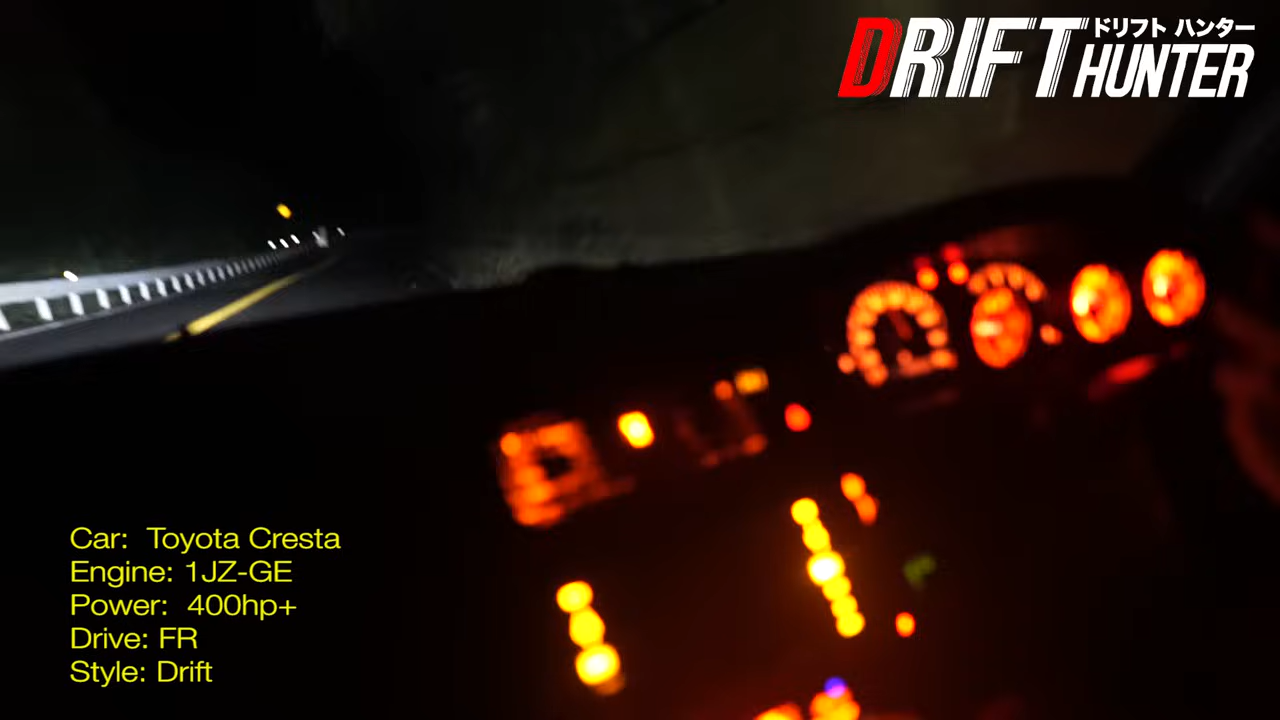 DRIFT ドリフト ハンター
HUNTER
Car: Toyota Cresta
Engine: 1JZ-GE
Power: 400hp+
Drive: FR
Style: Drift